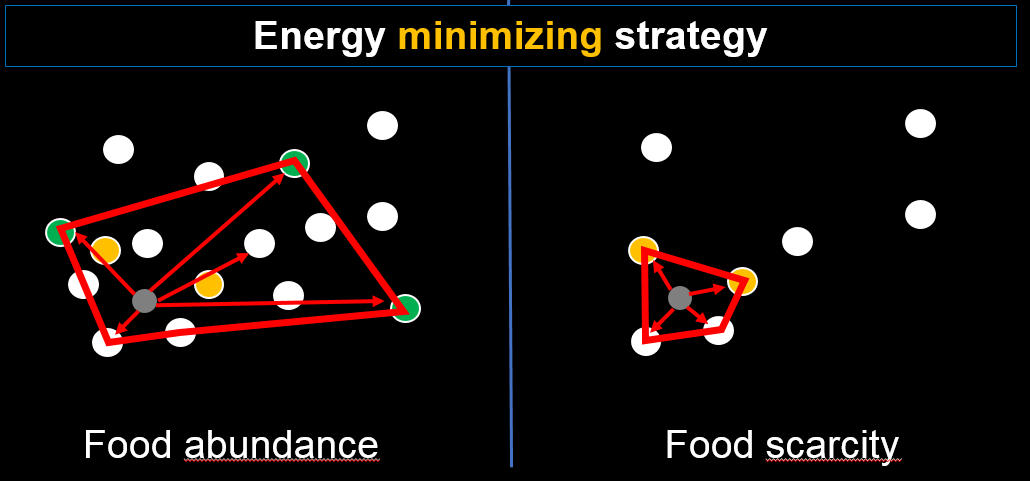 Energy minimizing strategy
Food abundance
Food scarcity